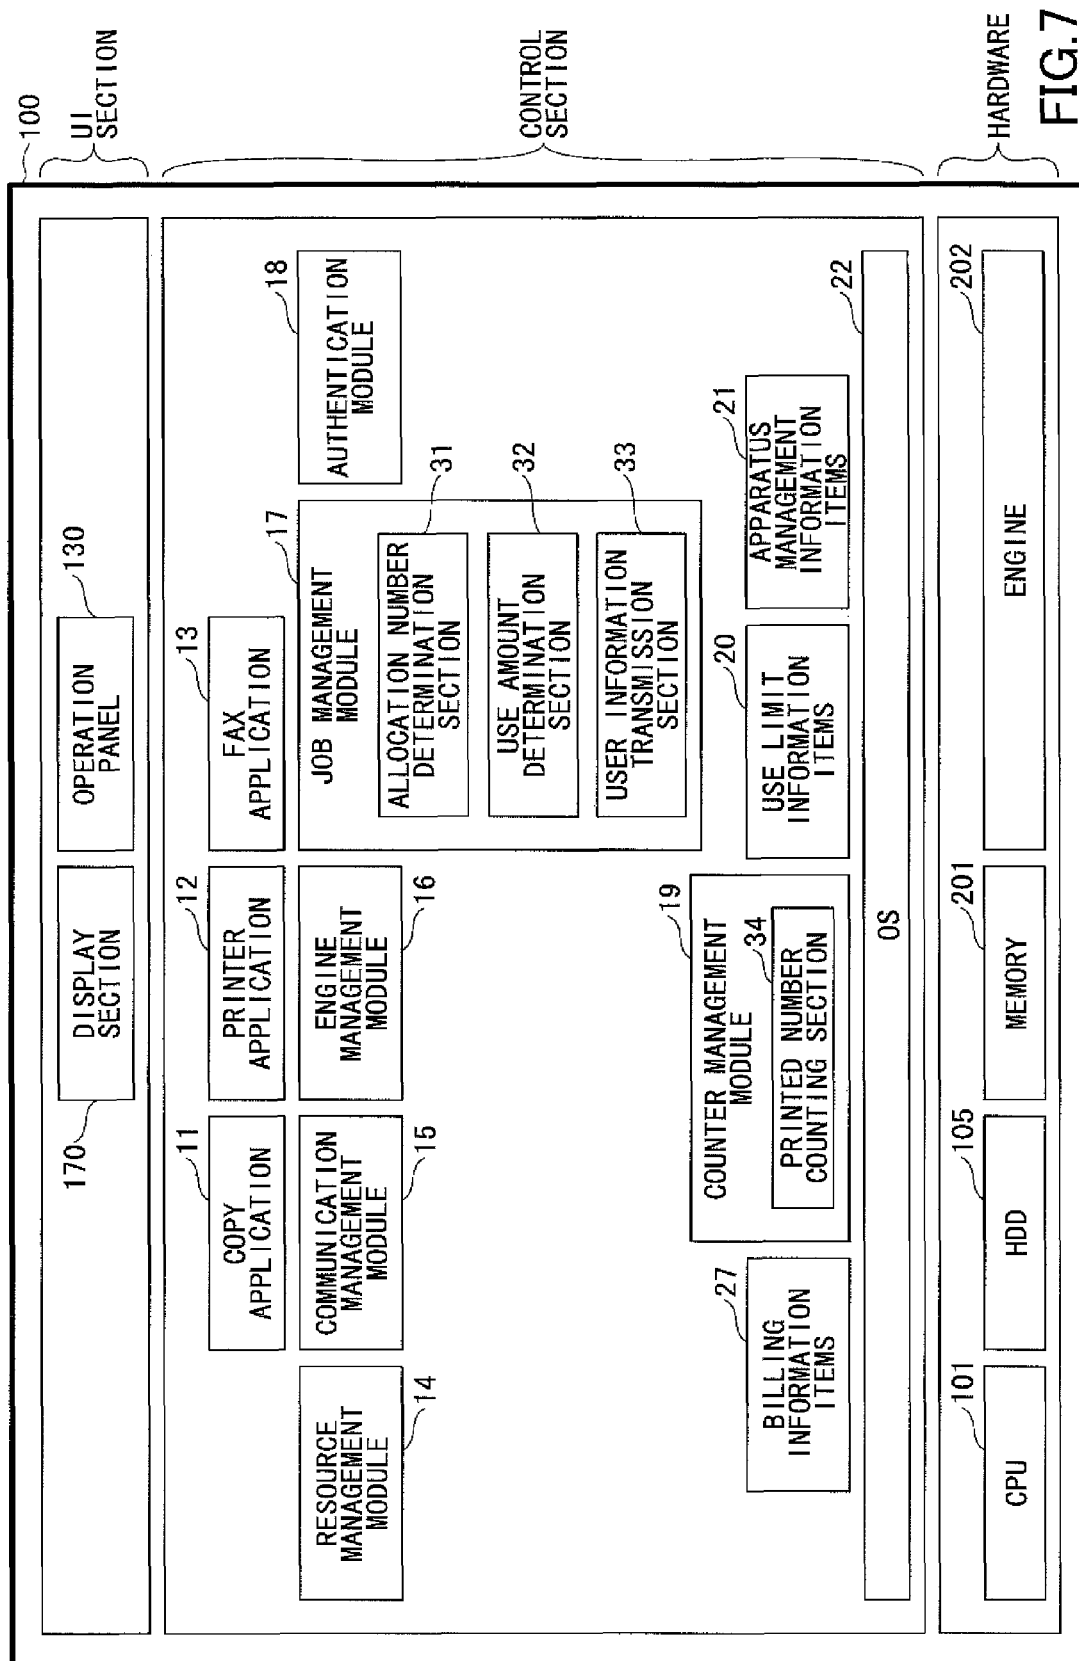 100
UI
SECTION
170
DISPLAY
SECTION
OPERATION
PANEL
130
CONTROL
SECTION
COPY
APPLICATION
11
PRINTER
APPLICATION
12
FAX
APPLICATION
13
RESOURCE
MANAGEMENT
MODULE
14
COMMUNICATION
MANAGEMENT
MODULE
15
ENGINE
MANAGEMENT
MODULE
16
JOB MANAGEMENT
MODULE
17
ALLOCATION NUMBER
DETERMINATION
SECTION
31
USE AMOUNT
DETERMINATION
SECTION
32
USER INFORMATION
TRANSMISSION
SECTION
33
AUTHENTICATION
MODULE
18
BILLING
INFORMATION
ITEMS
27
COUNTER MANAGEMENT
MODULE
19
PRINTED NUMBER
COUNTING SECTION
34
USE LIMIT
INFORMATION
ITEMS
20
APPARATUS
MANAGEMENT
INFORMATION
ITEMS
21
OS
22
HARDWARE
CPU
101
HDD
105
MEMORY
201
ENGINE
202
FIG.7